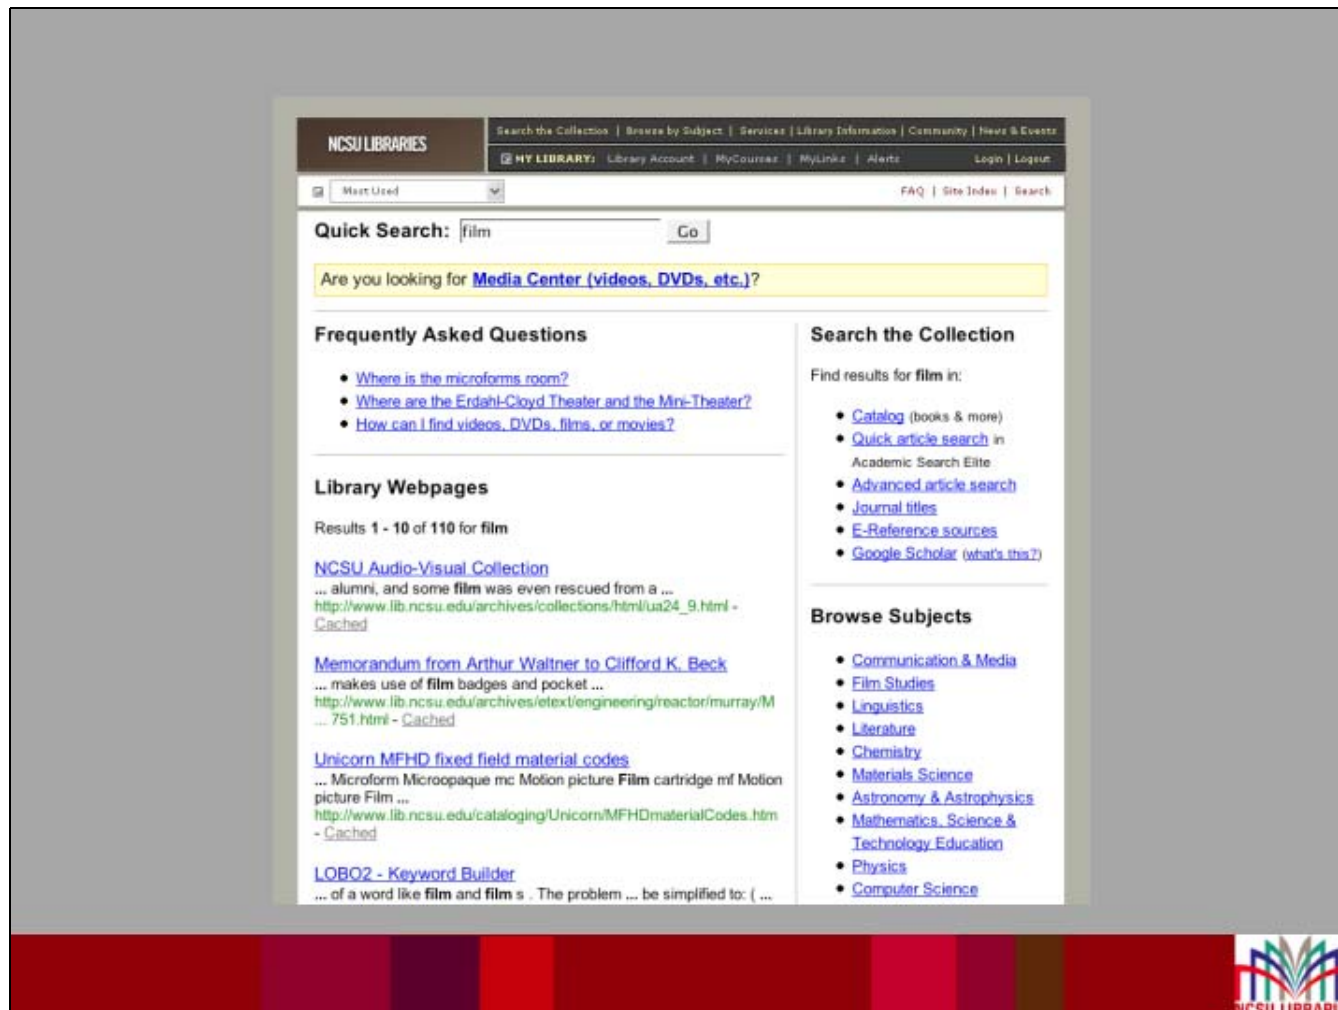 NCSU LIBRARIES
Search the Collection | Browse by Subject | Services | Library Information | Community | News & Events
MY LIBRARY: Library Account | MyCourses | MyLinks | Alerts Login | Logout
Most Used
FAQ | Site Index | Search
Quick Search: film Go
Are you looking for Media Center (videos, DVDs, etc.)?
Frequently Asked Questions
• Where is the microforms room?
• Where are the Erdahl-Cloyd Theater and the Mini-Theater?
• How can I find videos, DVDs, films, or movies?
Library Webpages
Results 1 - 10 of 110 for film
NCSU Audio-Visual Collection
... alumni, and some film was even rescued from a ...
http://www.lib.ncsu.edu/archives/collections/html/ua24_9.html -
Cached
Memorandum from Arthur Waltner to Clifford K. Beck
... makes use of film badges and pocket ...
http://www.lib.ncsu.edu/archives/etext/engineering/reactor/murray/M
... 751.html - Cached
Unicorn MFHD fixed field material codes
... Microform Microopaque mc Motion picture Film cartridge mf Motion
picture Film ...
http://www.lib.ncsu.edu/cataloging/Unicorn/MFHDmaterialCodes.htm
- Cached
LOBO2 - Keyword Builder
... of a word like film and film s . The problem ... be simplified to: ( ...
Search the Collection
Find results for film in:
• Catalog (books & more)
• Quick article search in
Academic Search Elite
• Advanced article search
• Journal titles
• E-Reference sources
• Google Scholar (what's this?)
Browse Subjects
• Communication & Media
• Film Studies
• Linguistics
• Literature
• Chemistry
• Materials Science
• Astronomy & Astrophysics
• Mathematics, Science &
Technology Education
• Physics
• Computer Science